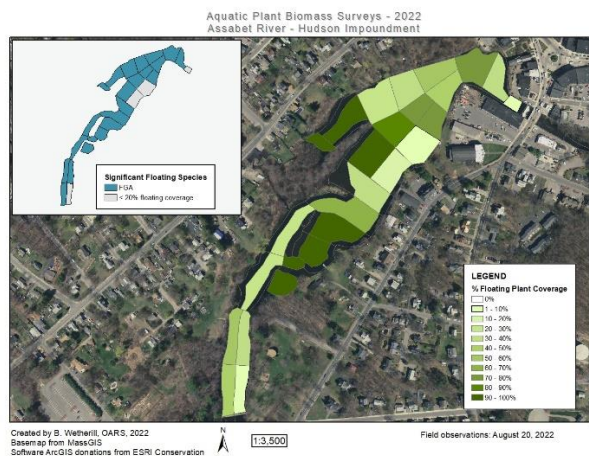 Aquatic Plant Biomass Surveys - 2022
Assabet River - Hudson Impoundment
Significant Floating Species
FGA
< 20% floating coverage
LEGEND
% Floating Plant Coverage
0%
1 - 10%
10 - 20%
20 - 30%
30 - 40%
40 - 50%
50 - 60%
60 - 70%
70 - 80%
80 - 90%
90 - 100%
Created by B. Wetherill, OARS, 2022
Basemap from MassGIS
Software ArcGIS donations from ESRI Conservation
N
1:3,500
Field observations: August 20, 2022